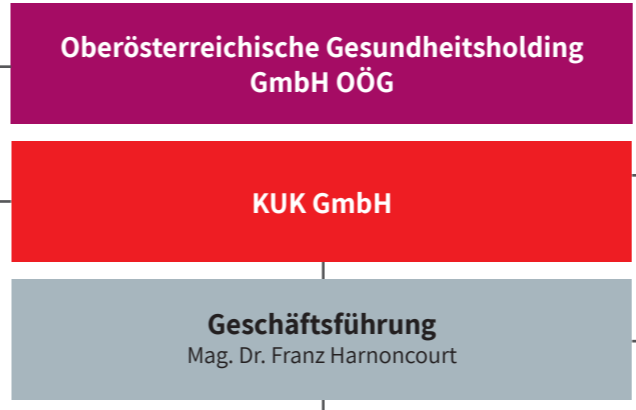 Oberösterreichische Gesundheitsholding
GmbH OÖG
KUK GmbH
Geschäftsführung
Mag. Dr. Franz Harnoncourt